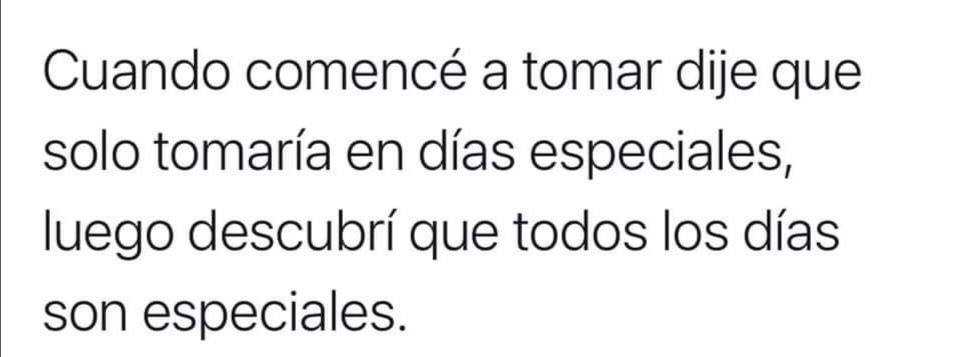 Cuando comencé a tomar dije que
solo tomaría en días especiales,
luego descubrí que todos los días
son especiales.